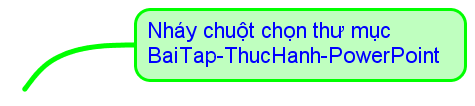 Nháy chuột chọn thư mục
BaiTap-ThucHanh-PowerPoint